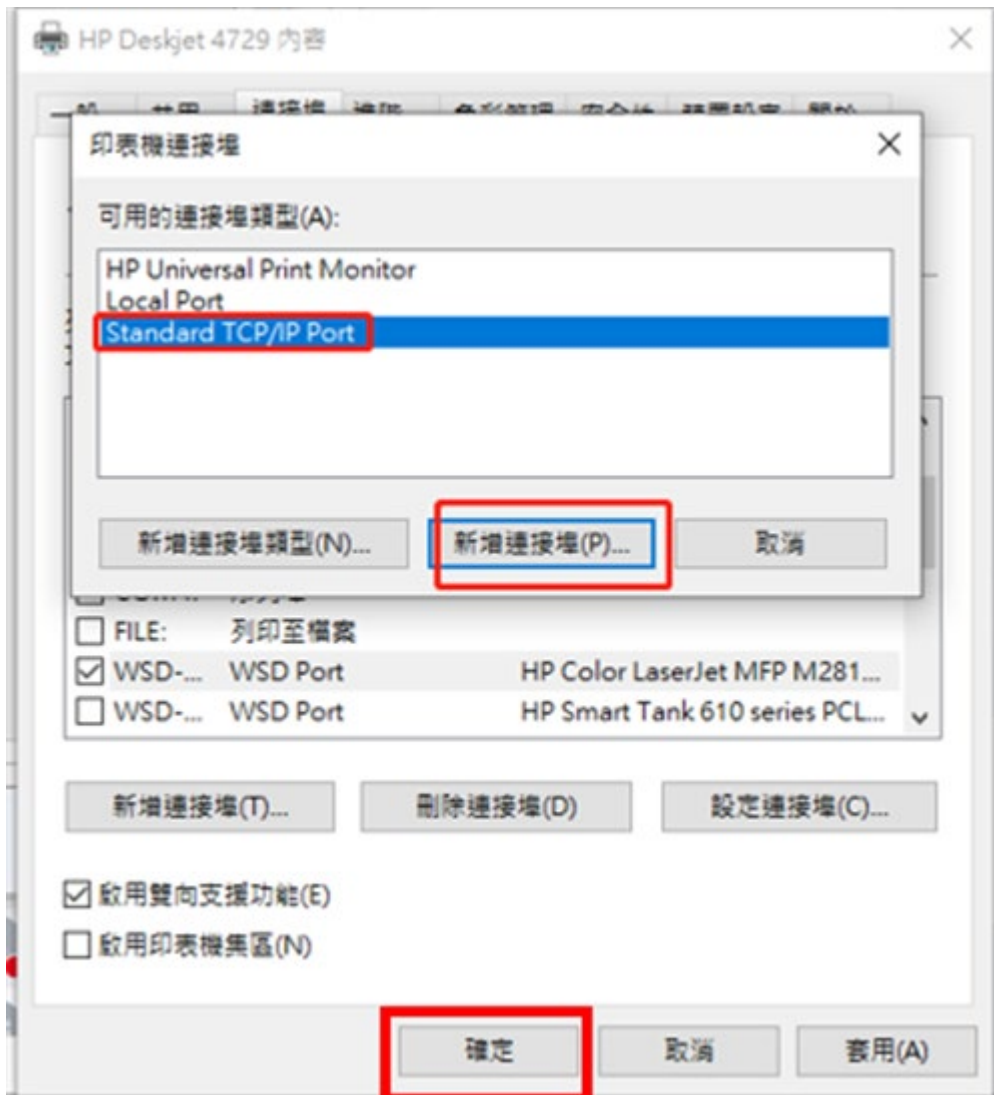 HP Deskjet 4729 內容
連接埠
印表機連接埠
可用的連接埠類型(A):
HP Universal Print Monitor
Local Port
Standard TCP/IP Port
新增連接埠類型(N)... 新增連接埠(P)... 取消
FILE: 列印至檔案
WSD-... WSD Port HP Color LaserJet MFP M281...
WSD-... WSD Port HP Smart Tank 610 series PCL...
新增連接埠(T)... 刪除連接埠(D) 設定連接埠(C)...
啟用雙向支援功能(E)
啟用印表機集區(N)
確定 取消 套用(A)